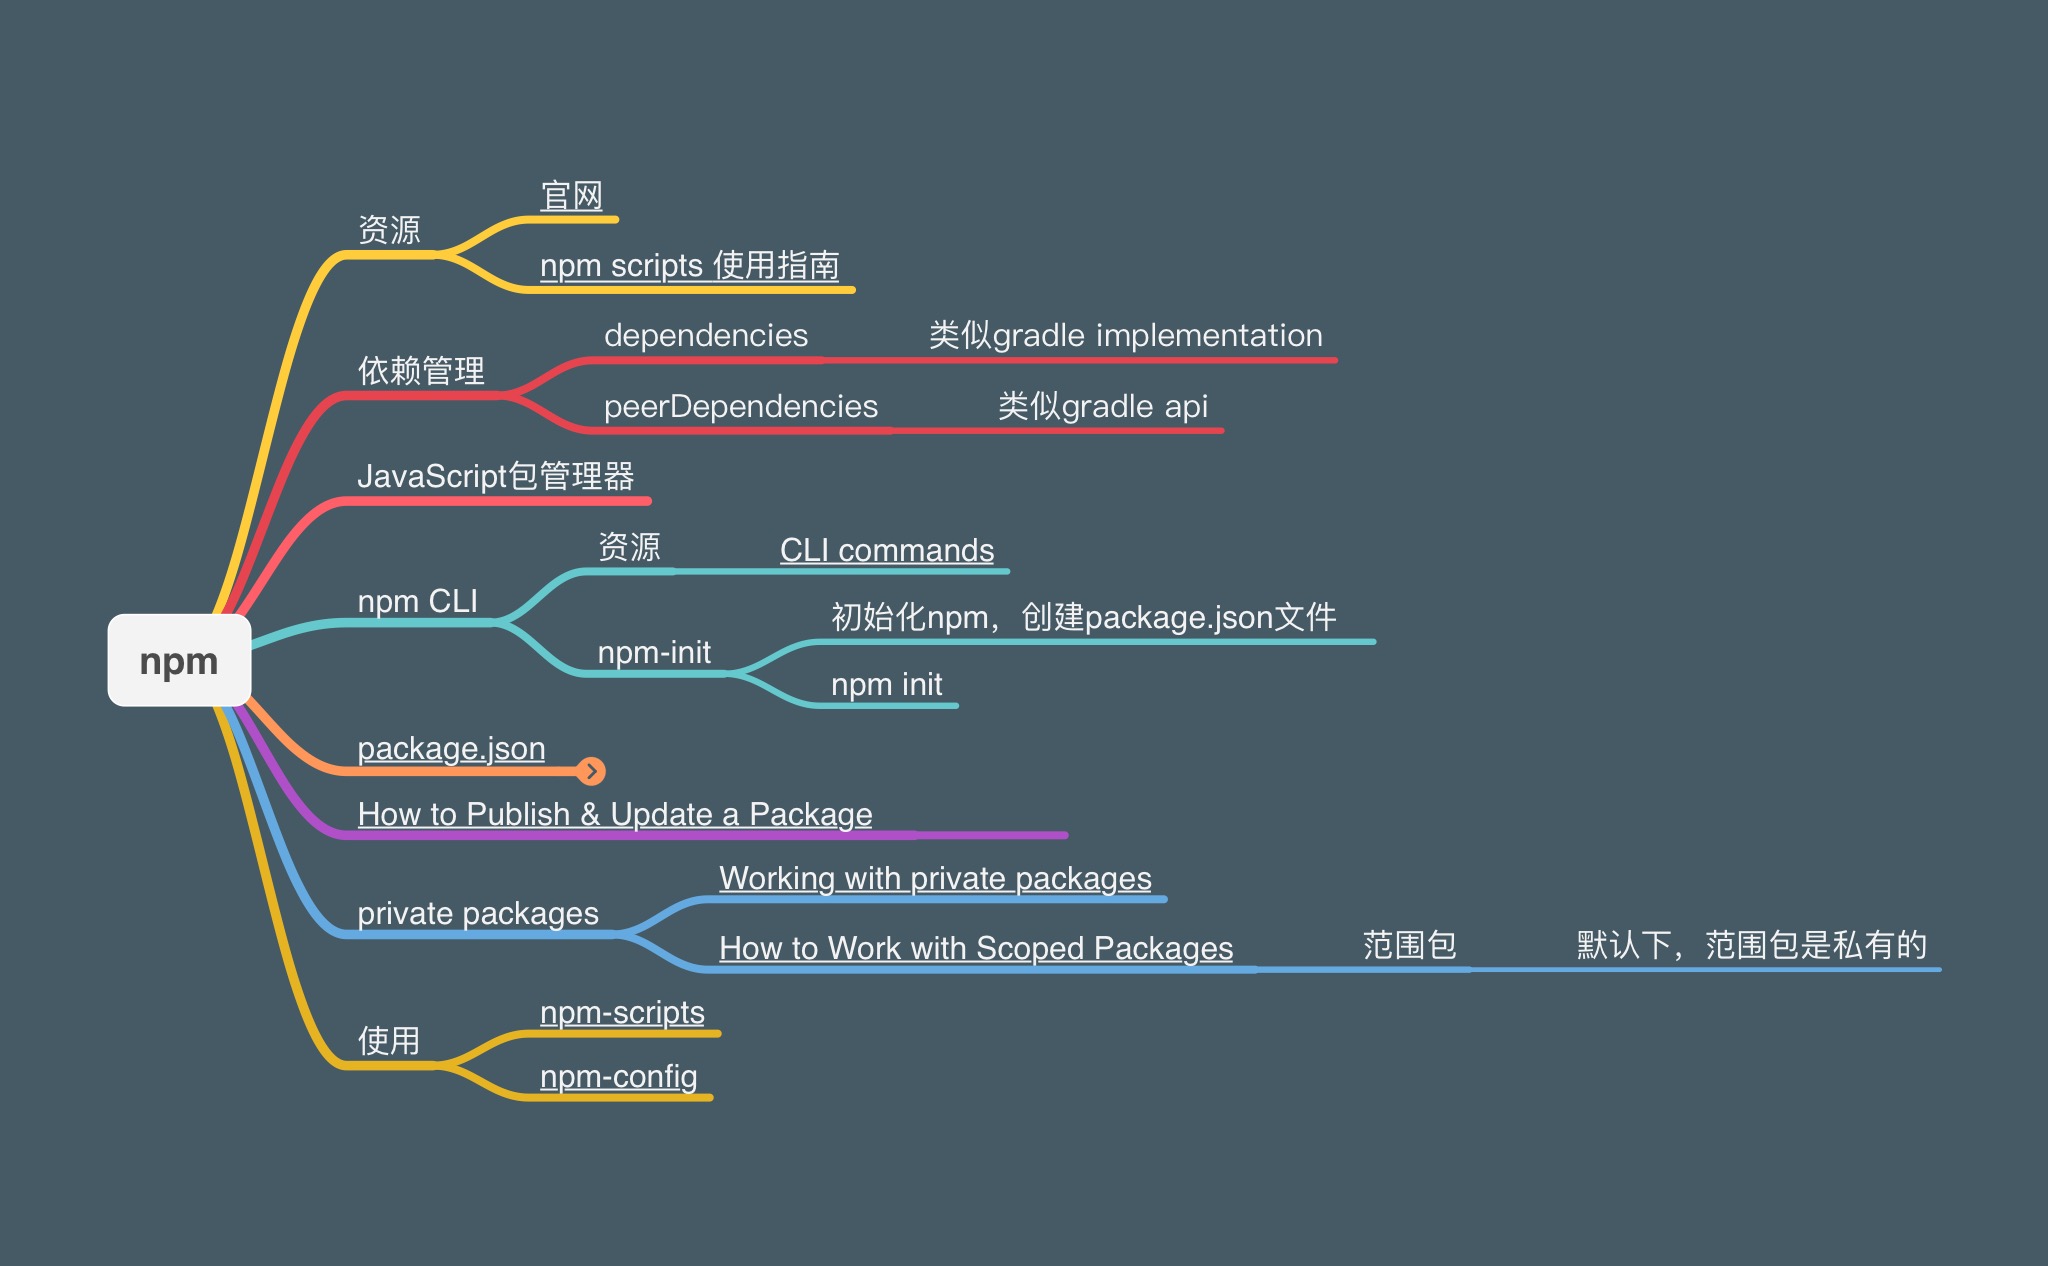 官网
资源
npm scripts 使用指南
dependencies
类似gradle implementation
依赖管理
peerDependencies
类似gradle api
JavaScript包管理器
资源
CLI commands
npm CLI
初始化npm，创建package.json文件
npm-init
npm init
npm
package.json
How to Publish & Update a Package
Working with private packages
private packages
How to Work with Scoped Packages
范围包
默认下，范围包是私有的
npm-scripts
使用
npm-config